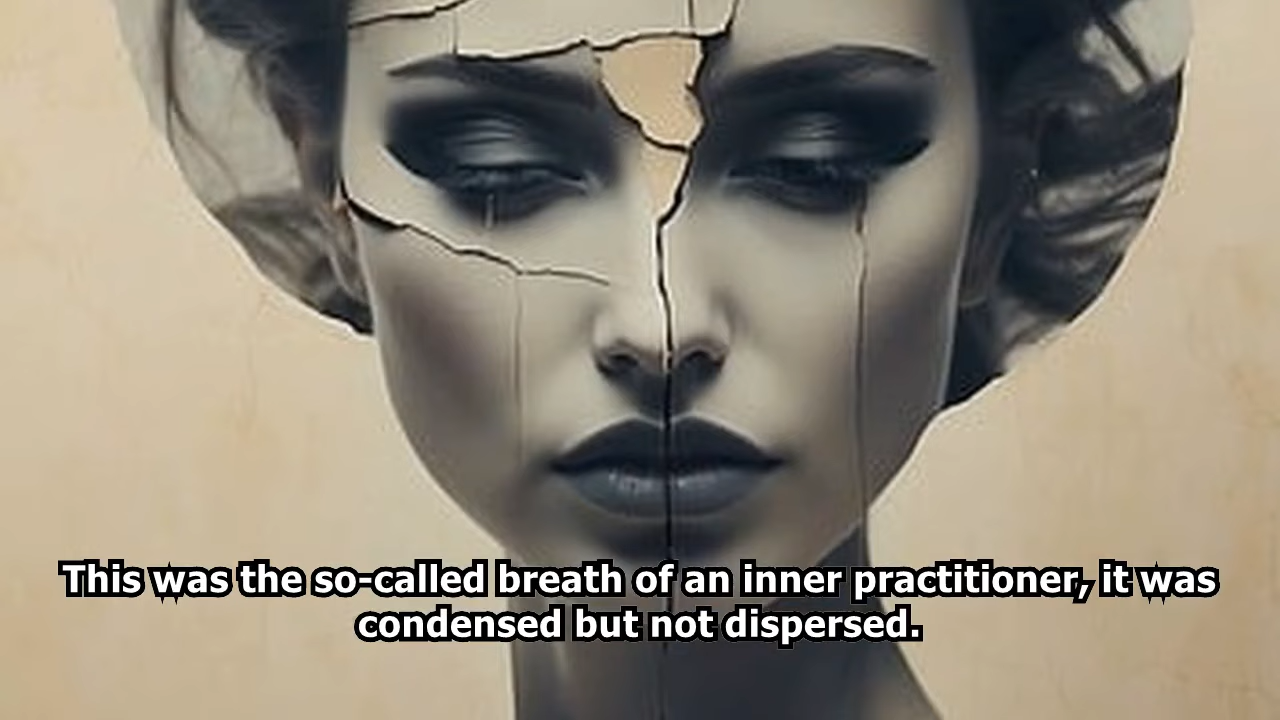 This was the so-called breath of an inner practitioner, it was
condensed but not dispersed.